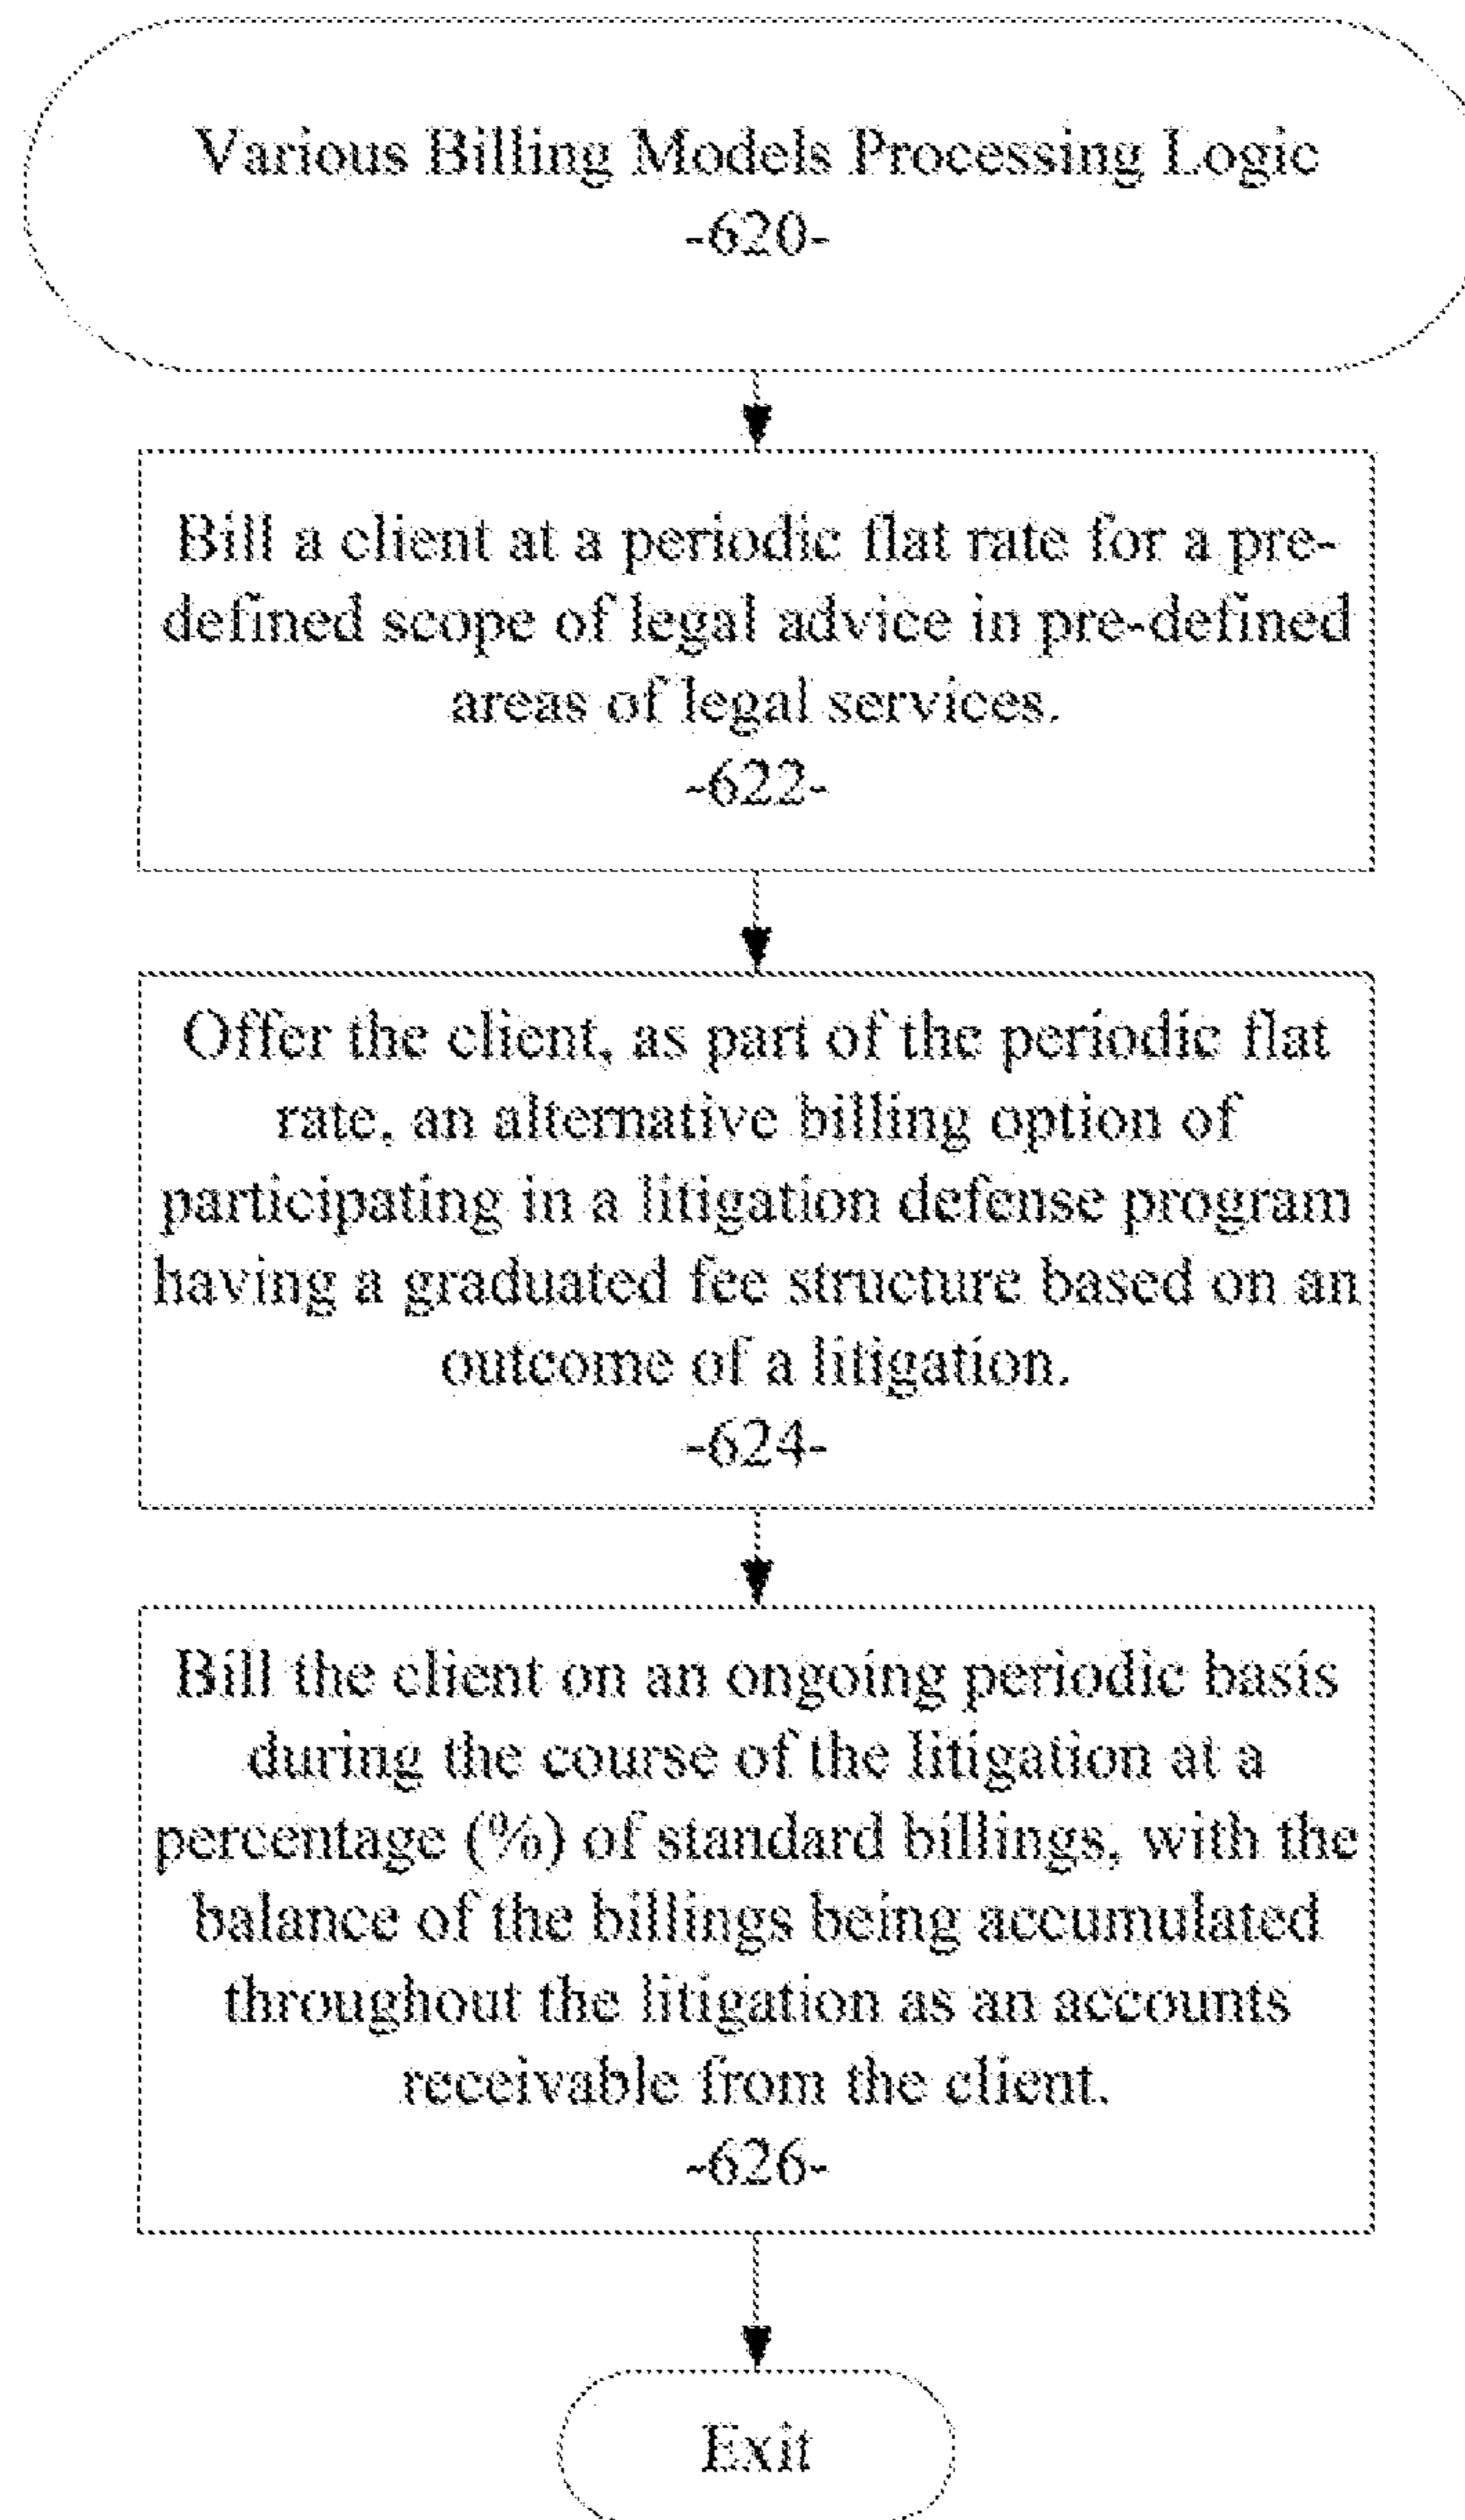 Various Billing Models Processing Logic
-620-
Bill a client at a periodic flat rate for a pre-
defined scope of legal advice in pre-defined
areas of legal services.
-622-
Offer the client, as part of the periodic flat
rate, an alternative billing option of
participating in a litigation defense program
having a graduated fee structure based on an
outcome of a litigation.
-624-
Bill the client on an ongoing periodic basis
during the course of the litigation at a
percentage (%) of standard billings, with the
balance of the billings being accumulated
throughout the litigation as an accounts
receivable from the client.
-626-
Exit